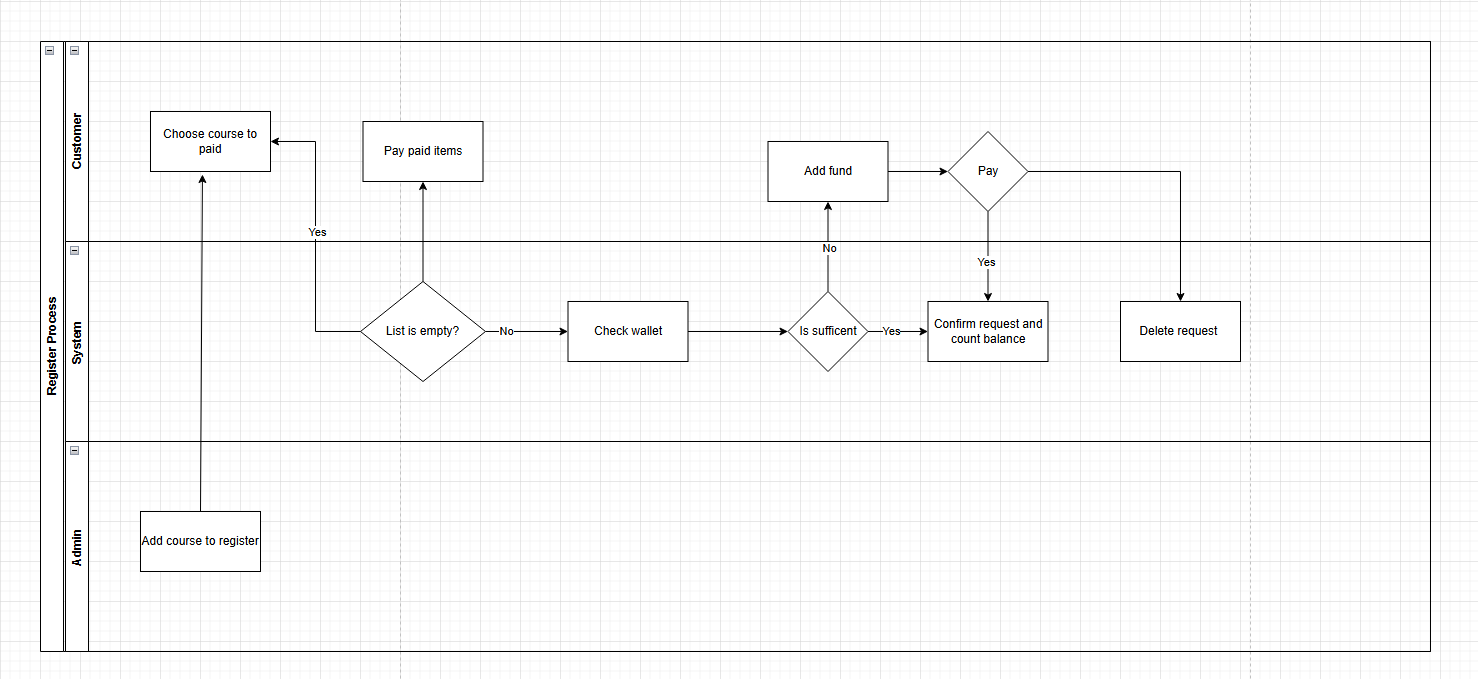 Register Process
Customer
Choose course to
paid
Pay paid items
Add fund
Pay
Yes
No
Yes
System
List is empty?
No
Check wallet
Is sufficent
Yes
Confirm request and
count balance
Delete request
Admin
Add course to register